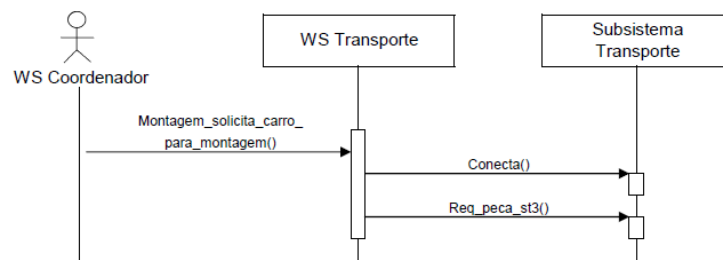 WS Coordenador
WS Transporte
Subsistema
Transporte
Montagem_solicita_carro_
para_montagem()
Conecta()
Req_peca_st3()